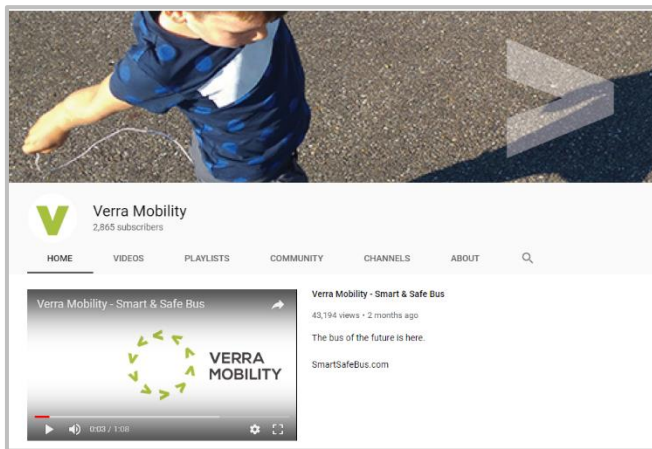 Verra Mobility
2,865 subscribers
HOME VIDEOS PLAYLISTS COMMUNITY CHANNELS ABOUT
Verra Mobility - Smart & Safe Bus
VERRA
MOBILITY
0:03 / 1:08
Verra Mobility - Smart & Safe Bus
43,194 views • 2 months ago
The bus of the future is here.
SmartSafeBus.com